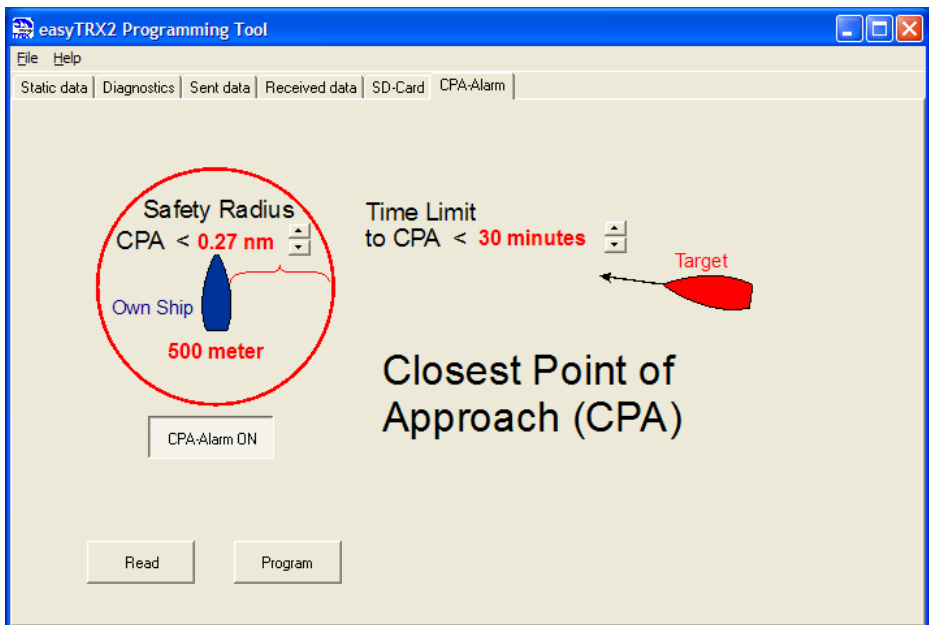 easyTRX2 Programming Tool
File Help
Static data Diagnostics Sent data Received data SD-Card CPA-Alarm
Safety Radius
CPA < 0.27 nm
Time Limit
to CPA < 30 minutes
Target
Own Ship
500 meter
Closest Point of
Approach (CPA)
CPA-Alarm ON
Read Program